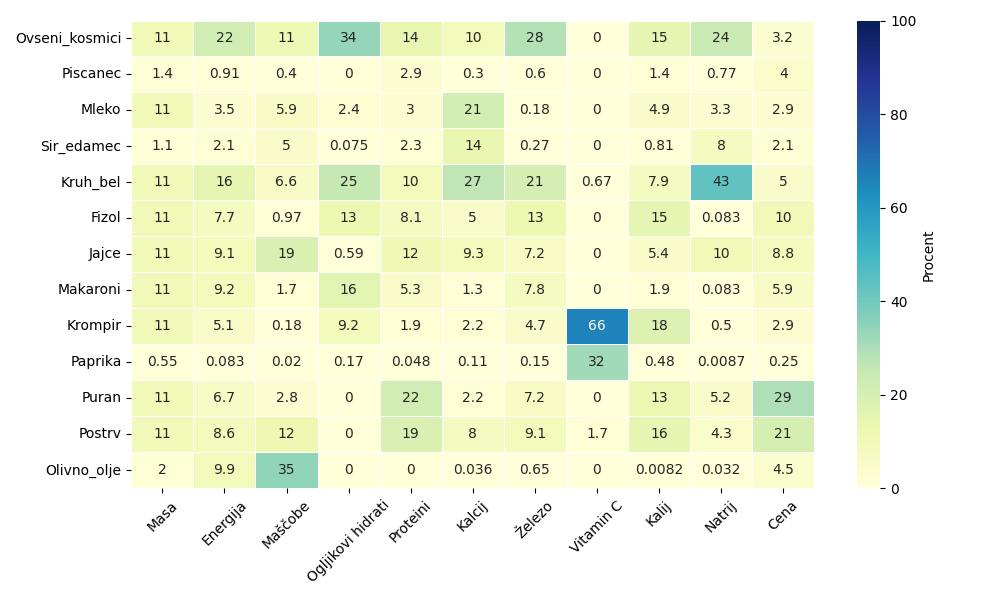 Ovseni_kosmici 11 22 11 34 14 10 28 0 15 24 3.2
Piscanec 1.4 0.91 0.4 0 2.9 0.3 0.6 0 1.4 0.77 4
Mleko 11 3.5 5.9 2.4 3 21 0.18 0 4.9 3.3 2.9
Sir_edamec 1.1 2.1 5 0.075 2.3 14 0.27 0 0.81 8 2.1
Kruh_bel 11 16 6.6 25 10 27 21 0.67 7.9 43 5
Fizol 11 7.7 0.97 13 8.1 5 13 0 15 0.083 10
Jajce 11 9.1 19 0.59 12 9.3 7.2 0 5.4 10 8.8
Makaroni 11 9.2 1.7 16 5.3 1.3 7.8 0 1.9 0.083 5.9
Krompir 11 5.1 0.18 9.2 1.9 2.2 4.7 66 18 0.5 2.9
Paprika 0.55 0.083 0.02 0.17 0.048 0.11 0.15 32 0.48 0.0087 0.25
Puran 11 6.7 2.8 0 22 2.2 7.2 0 13 5.2 29
Postrv 11 8.6 12 0 19 8 9.1 1.7 16 4.3 21
Olivno_olje 2 9.9 35 0 0 0.036 0.65 0 0.0082 0.032 4.5
Masa Energija Maščobe Ogljikovi hidrati Proteini Kalcij Železo Vitamin C Kalij Natrij Cena
100
80
60
40
20
0
Procent